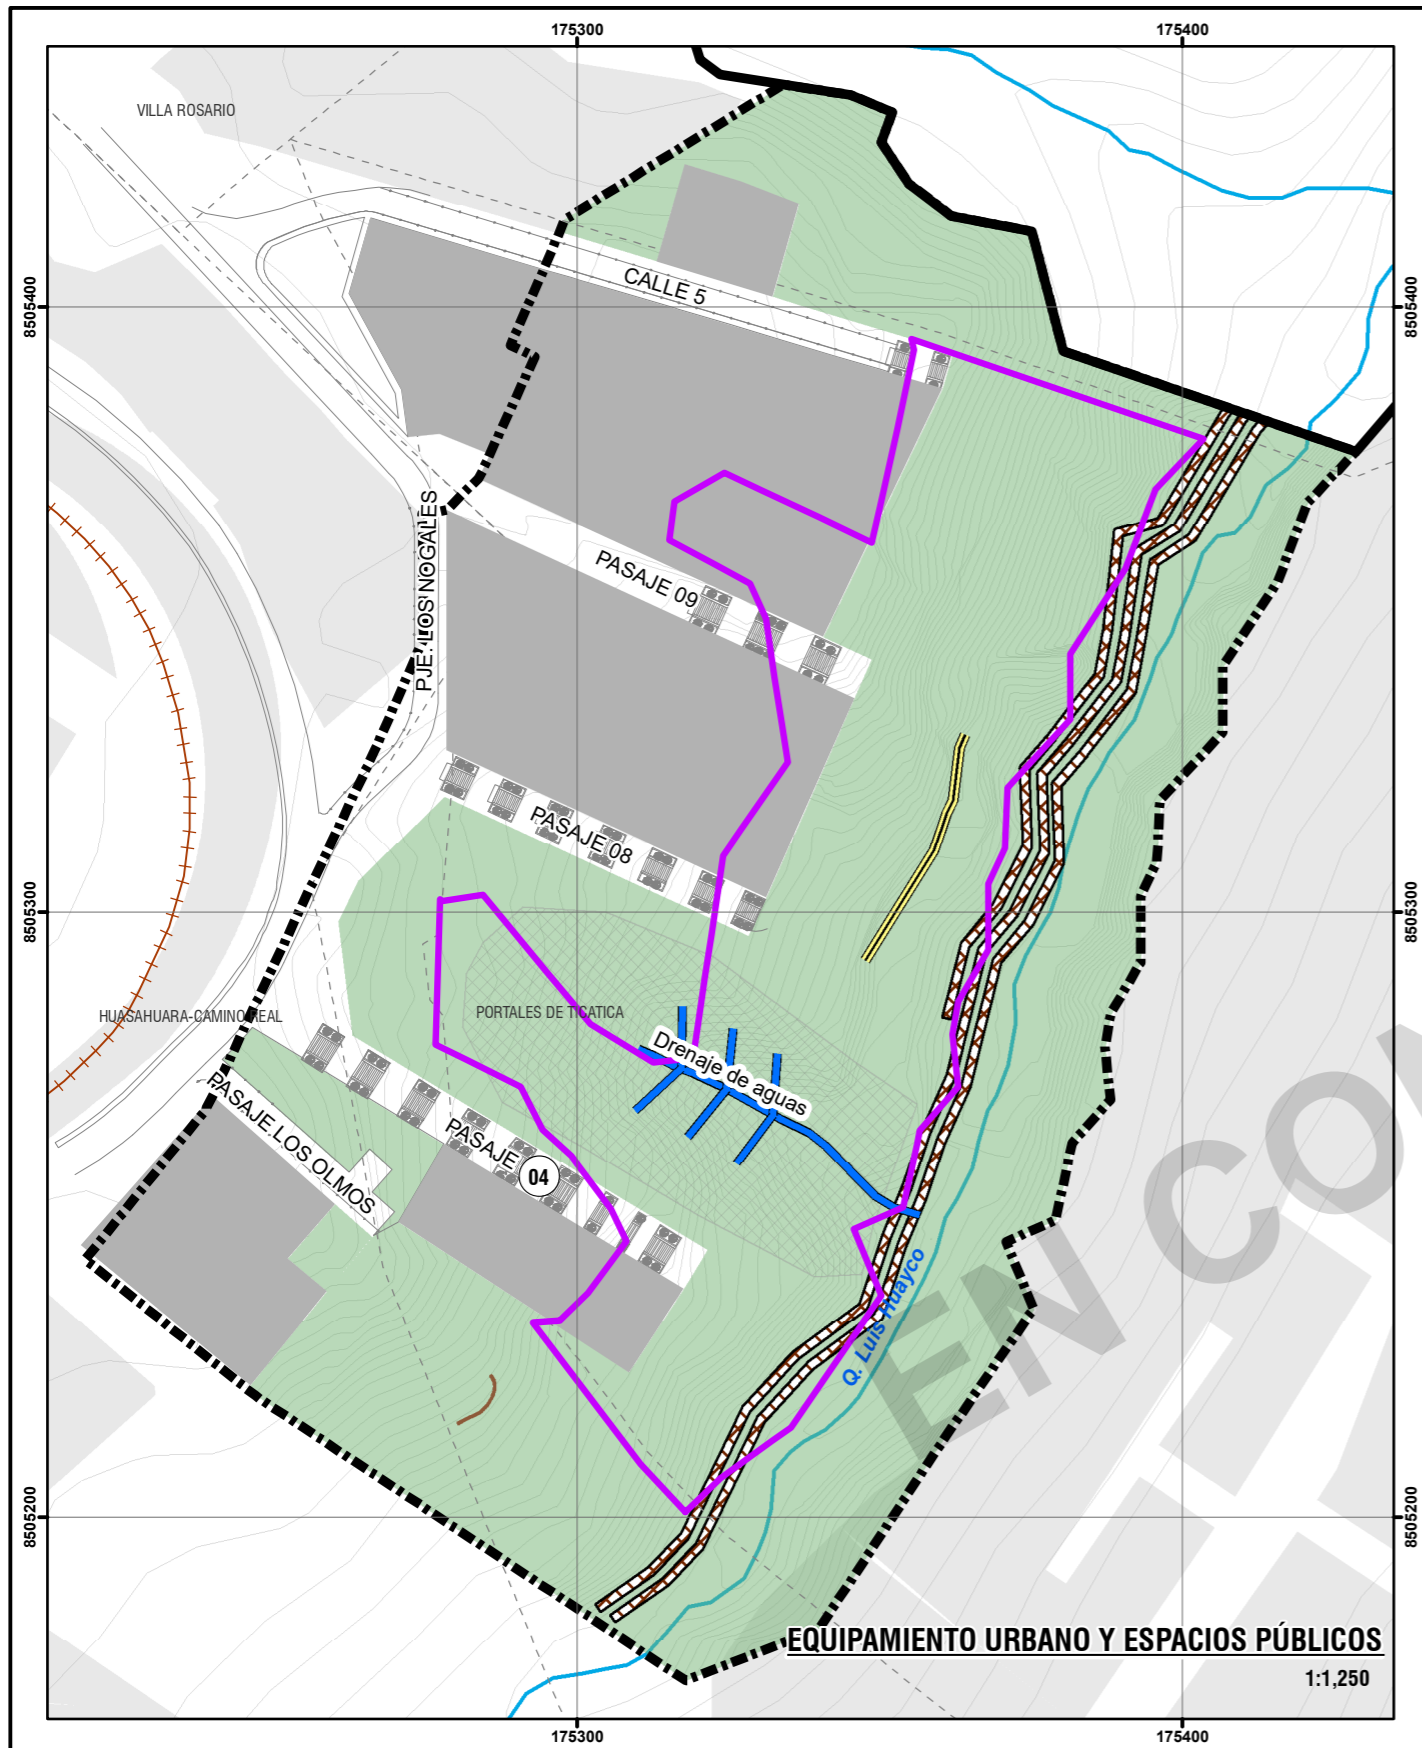 175300
175400
VILLA ROSARIO
CALLE 5
8505400
8505400
PJE. LOS NOGALES
PASAJE 09
PASAJE 08
8505300
8505300
HUASAHUARA-CAMINO REAL
PORTALES DE TICATICA
Drenaje de aguas
PASAJE LOS OLMOS
PASAJE
04
Q. Luis Huayco
EN CON
8505200
8505200
EQUIPAMIENTO URBANO Y ESPACIOS PÚBLICOS
1:1,250
175300
175400